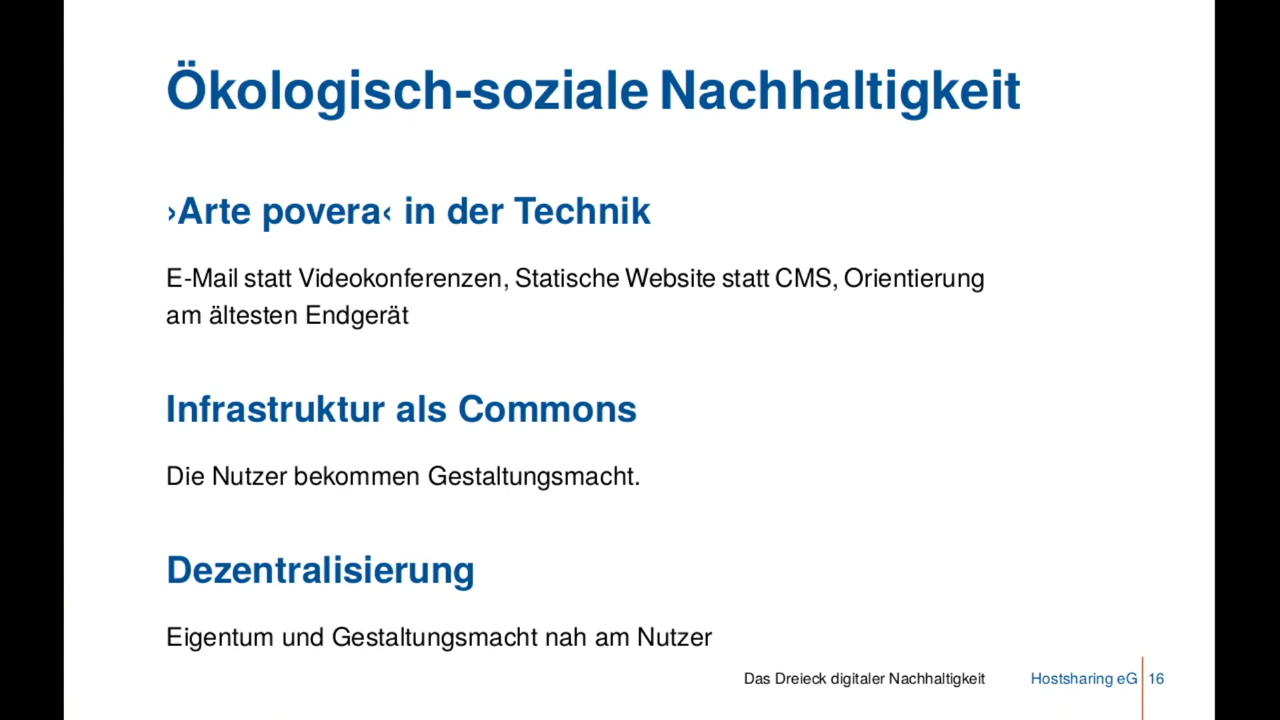 Ökologisch-soziale Nachhaltigkeit
›Arte povera‹ in der Technik
E-Mail statt Videokonferenzen, Statische Website statt CMS, Orientierung
am ältesten Endgerät
Infrastruktur als Commons
Die Nutzer bekommen Gestaltungsmacht.
Dezentralisierung
Eigentum und Gestaltungsmacht nah am Nutzer
Das Dreieck digitaler Nachhaltigkeit Hostsharing eG 16